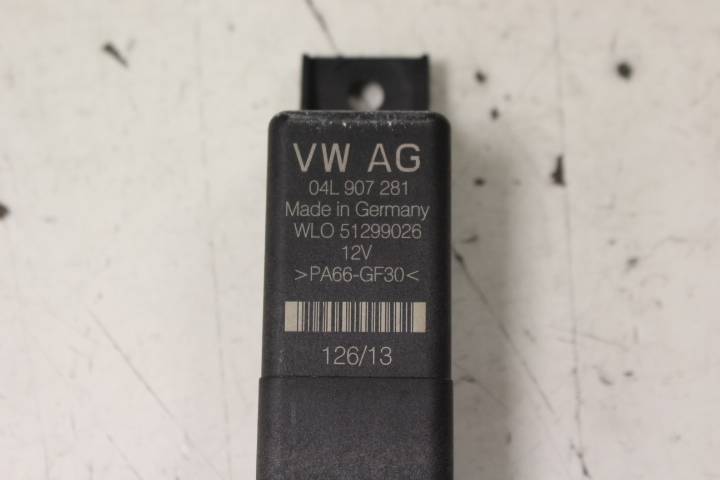 VW AG
04L 907 281
Made in Germany
WLO 51299026
12V
>PA66-GF30<
126/13